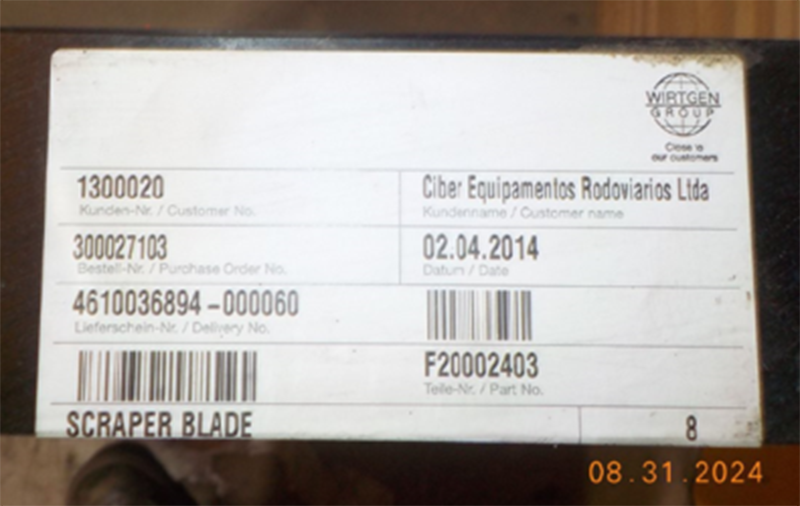 WIRTGEN
GROUP
Close to
our customers
1300020
Kunden-Nr. / Customer No.
Ciber Equipamentos Rodoviarios Ltda
Kundenname / Customer name
300027103
Bestell-Nr. / Purchase Order No.
02.04.2014
Datum / Date
4610036894-000060
Lieferschein-Nr. / Delivery No.
F20002403
Teile-Nr. / Part No.
SCRAPER BLADE
8
08.31.2024